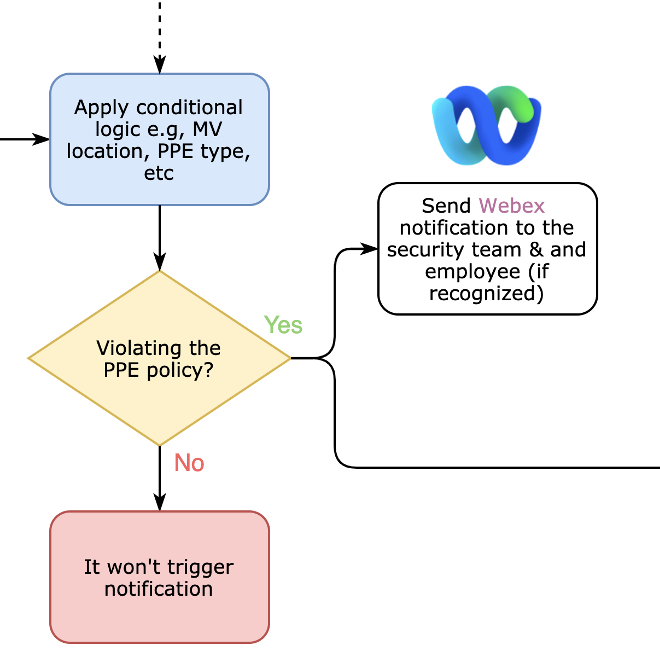 Apply conditional
logic e.g, MV
location, PPE type,
etc
Send Webex
notification to the
security team & and
employee (if
recognized)
Yes
Violating the
PPE policy?
No
It won't trigger
notification